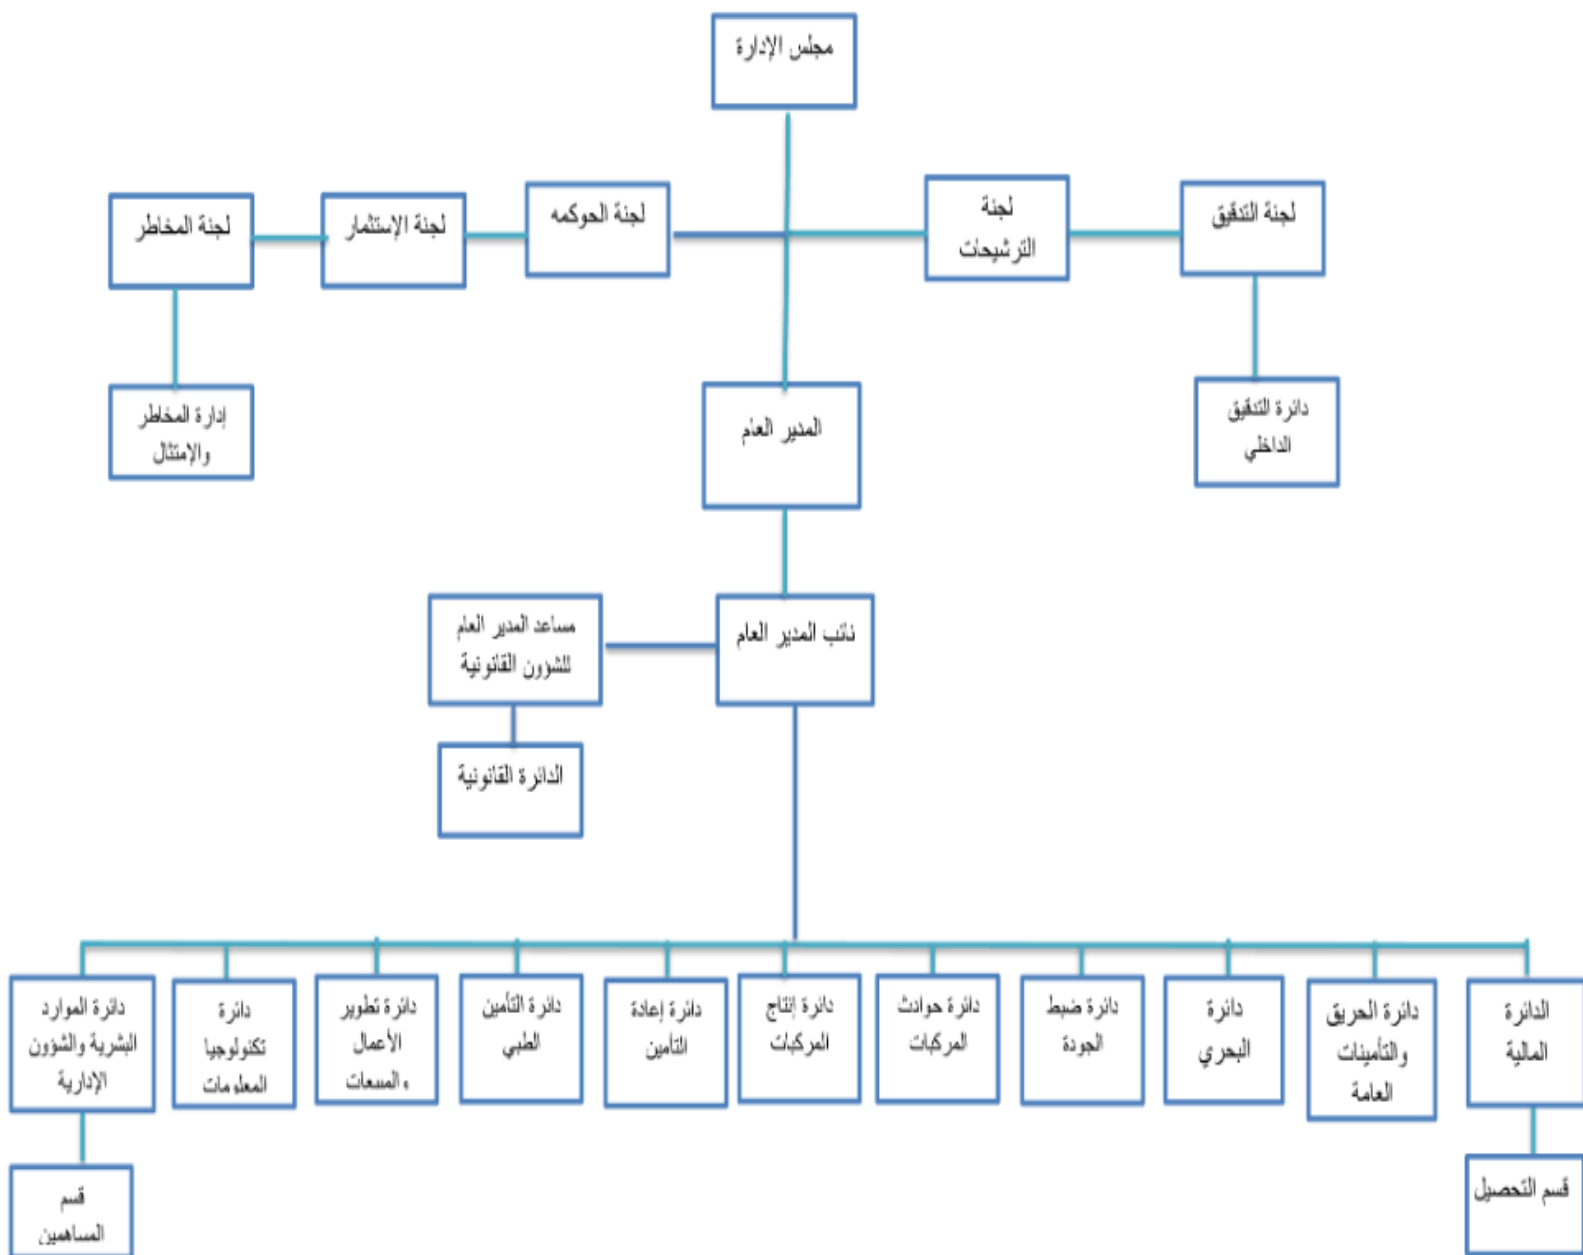 مجلس الإدارة
لجنة التدقيق
لجنة
الترشيحات
لجنة الحوكمه
لجنة الإستثمار
لجنة المخاطر
دائرة التدقيق
الداخلي
المدير العام
إدارة المخاطر
والإمتثال
نائب المدير العام
مساعد المدير العام
للشؤون القانونية
الدائرة القانونية
الدائرة
المالية
دائرة الحريق
والتأمينات
العامة
دائرة
البحري
دائرة ضبط
الجودة
دائرة حوادث
المركبات
دائرة إنتاج
المركبات
دائرة إعادة
التأمين
دائرة التأمين
الطبي
دائرة تطوير
الأعمال
والمبيعات
دائرة
تكنولوجيا
المعلومات
دائرة الموارد
البشرية والشؤون
الإدارية
قسم التحصيل
قسم
المساهمين